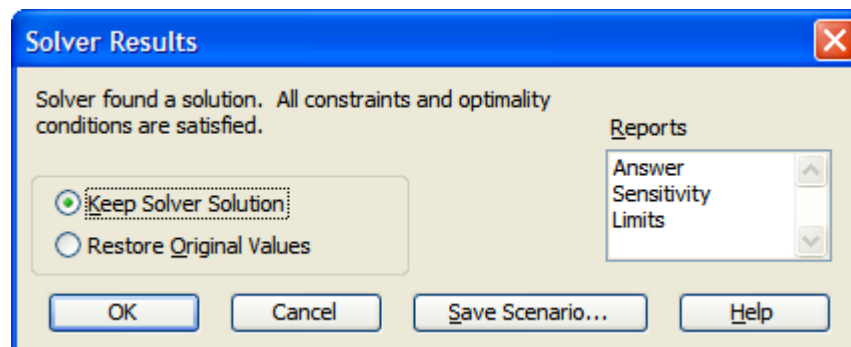 Solver Results
Solver found a solution. All constraints and optimality
conditions are satisfied.
Reports
Answer
Sensitivity
Limits
Keep Solver Solution
Restore Original Values
OK Cancel Save Scenario... Help